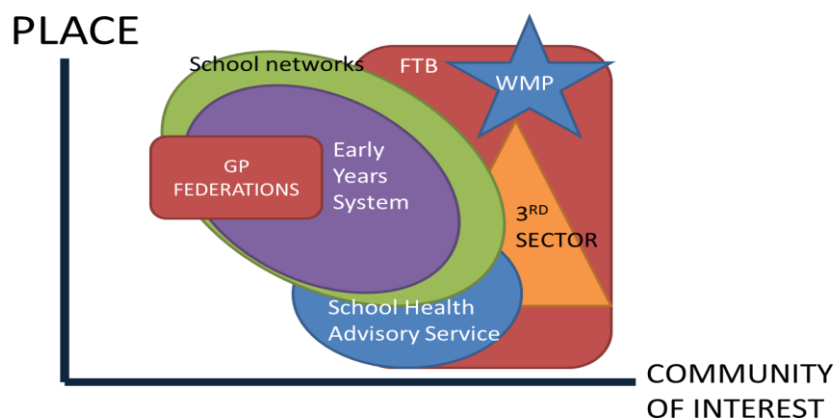 PLACE
School networks
FTB
WMP
GP
FEDERATIONS
Early
Years
System
3RD
SECTOR
School Health
Advisory Service
COMMUNITY
OF INTEREST